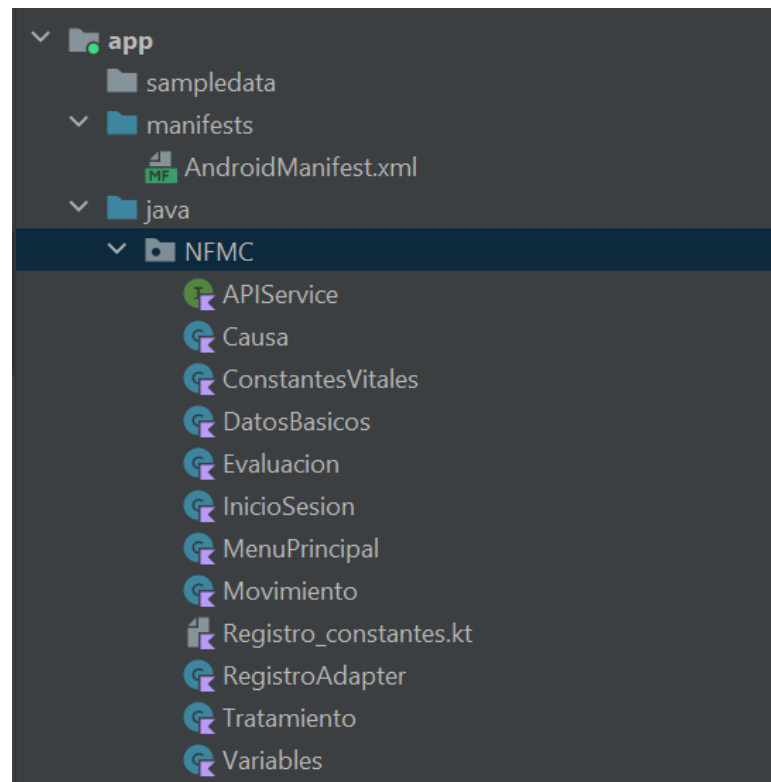 app
sampledata
manifests
MF AndroidManifest.xml
java
NFMC
I APIService
C Causa
C ConstantesVitales
C DatosBasicos
C Evaluacion
C InicioSesion
C MenuPrincipal
C Movimiento
Registro_constantes.kt
C RegistroAdapter
C Tratamiento
C Variables